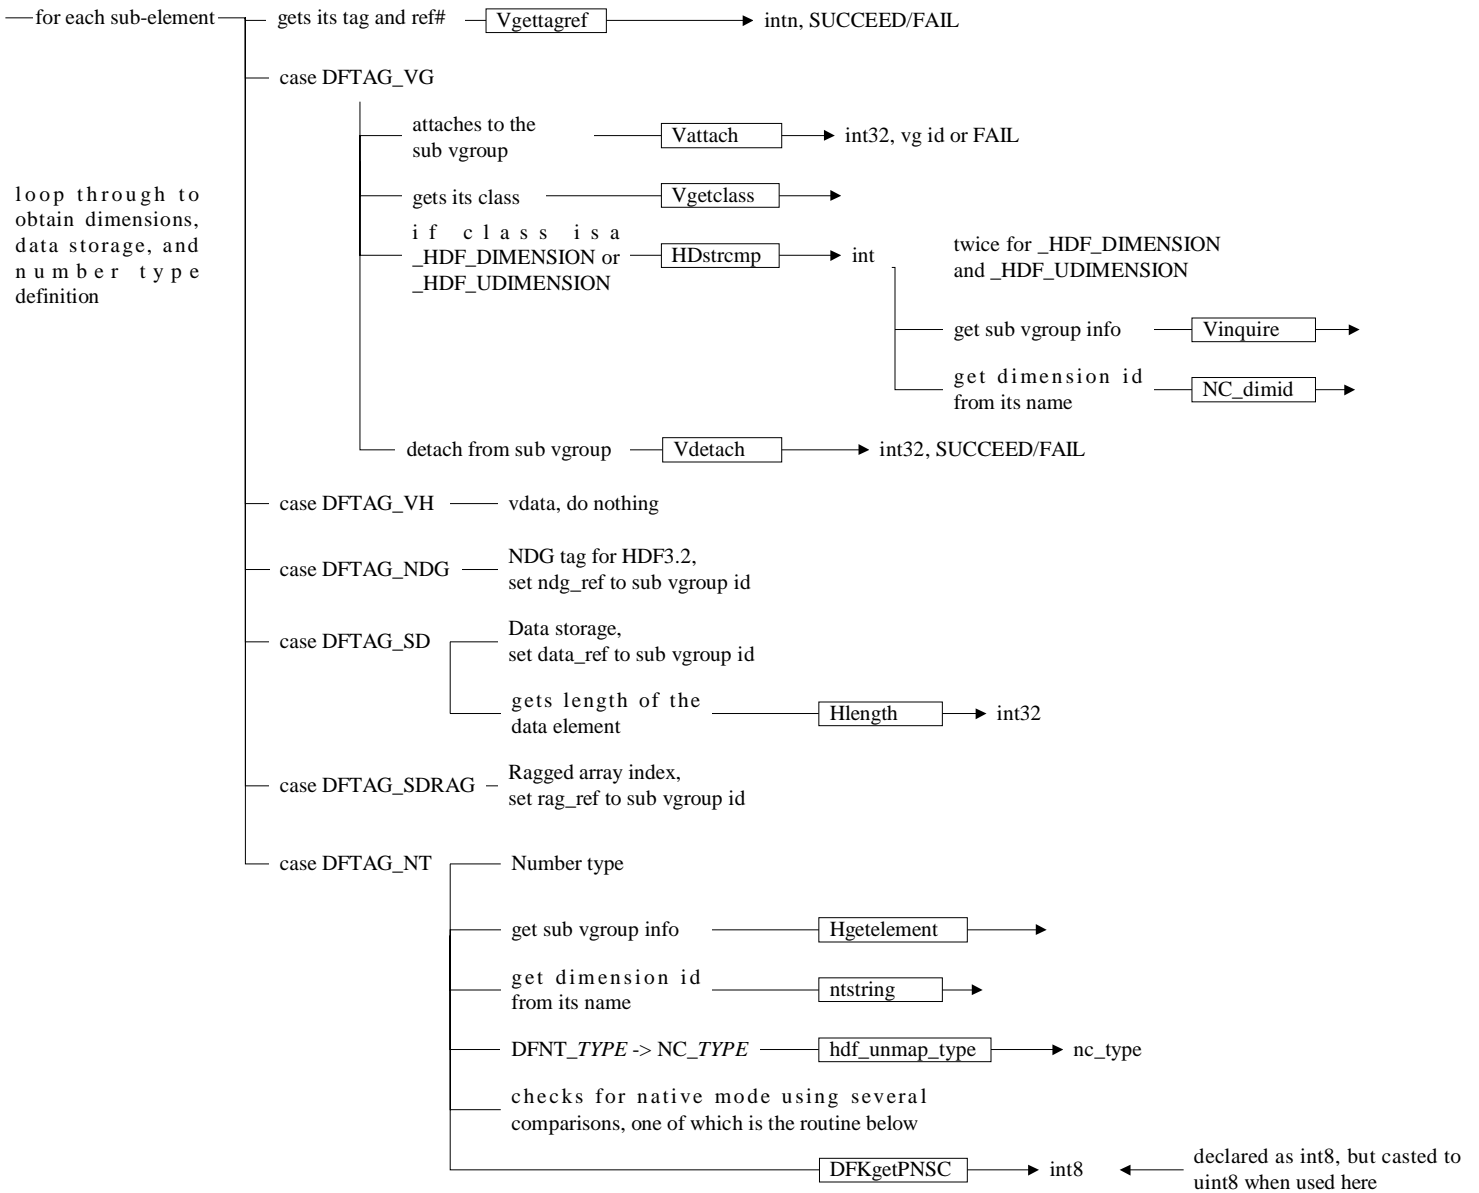 for each sub-element
gets its tag and ref#
Vgettagref
intn, SUCCEED/FAIL
case DFTAG_VG
attaches to the
sub vgroup
Vattach
int32, vg id or FAIL
loop through to
obtain dimensions,
data storage, and
number type
definition
gets its class
Vgetclass
if class isa
_HDF_DIMENSION or
_HDF_UDIMENSION
HDstrcmp
int
twice for _HDF_DIMENSION
and _HDF_UDIMENSION
get sub vgroup info
Vinquire
get dimension id
from its name
NC_dimid
detach from sub vgroup
Vdetach
int32, SUCCEED/FAIL
case DFTAG_VH
vdata, do nothing
case DFTAG_NDG
NDG tag for HDF3.2,
set ndg_ref to sub vgroup id
case DFTAG_SD
Data storage,
set data_ref to sub vgroup id
gets length of the
data element
Hlength
int32
case DFTAG_SDRAG
Ragged array index,
set rag_ref to sub vgroup id
case DFTAG_NT
Number type
get sub vgroup info
Hgetelement
get dimension id
from its name
ntstring
DFNT_TYPE -> NC_TYPE
hdf_unmap_type
nc_type
checks for native mode using several
comparisons, one of which is the routine below
DFKgetPNSC
int8
declared as int8, but casted to
uint8 when used here